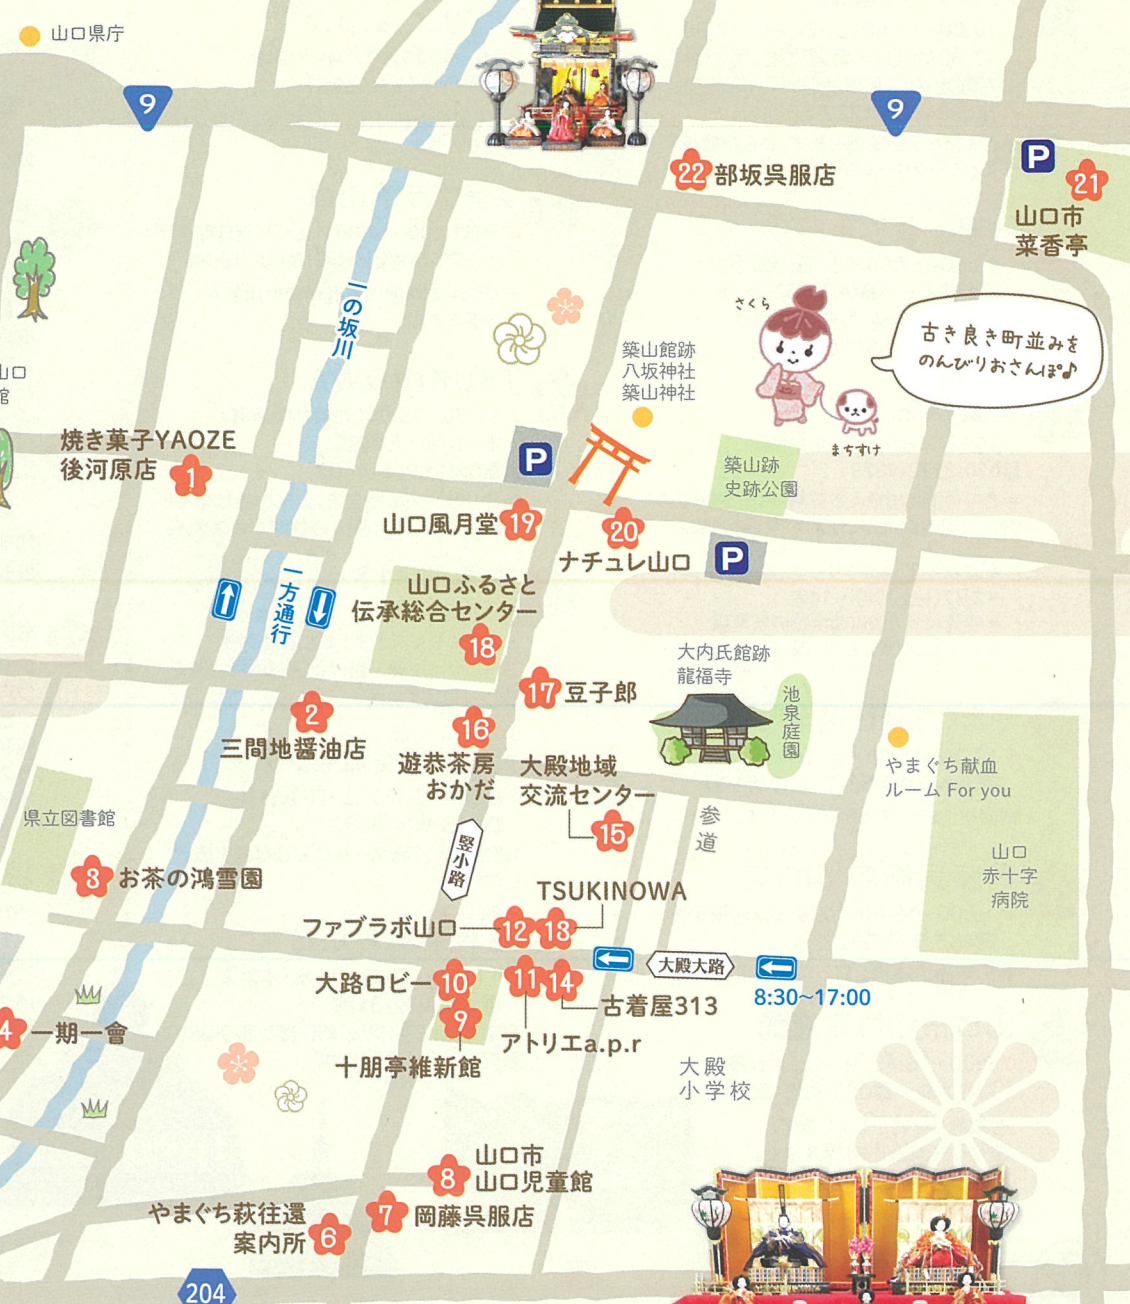 山口県庁
9
9
22 部坂呉服店
P
21
山口市
菜香亭
一の坂川
さくら
古き良き町並みを
のんびりおさんぽ♪
まちすけ
築山館跡
八坂神社
築山神社
山口
館
焼き菓子YAOZE
後河原店 1
P
築山跡
史跡公園
山口風月堂 19
20
ナチュレ山口
P
一方通行
山口ふるさと
伝承総合センター
18
17 豆子郎
大内氏館跡
龍福寺
池泉庭園
2
三間地醤油店
16
遊恭茶房
おかだ
大殿地域
交流センター
15
参道
やまぐち献血
ルーム For you
県立図書館
3 お茶の鴻雪園
竪小路
山口
赤十字
病院
TSUKINOWA
ファブラボ山口 12 13
大殿大路
8:30~17:00
大路ロビー 10
11 14
古着屋313
9
アトリエa.p.r
十朋亭維新館
4 一期一會
大殿
小学校
8 山口市
山口児童館
7 岡藤呉服店
やまぐち萩往還
案内所 6
204